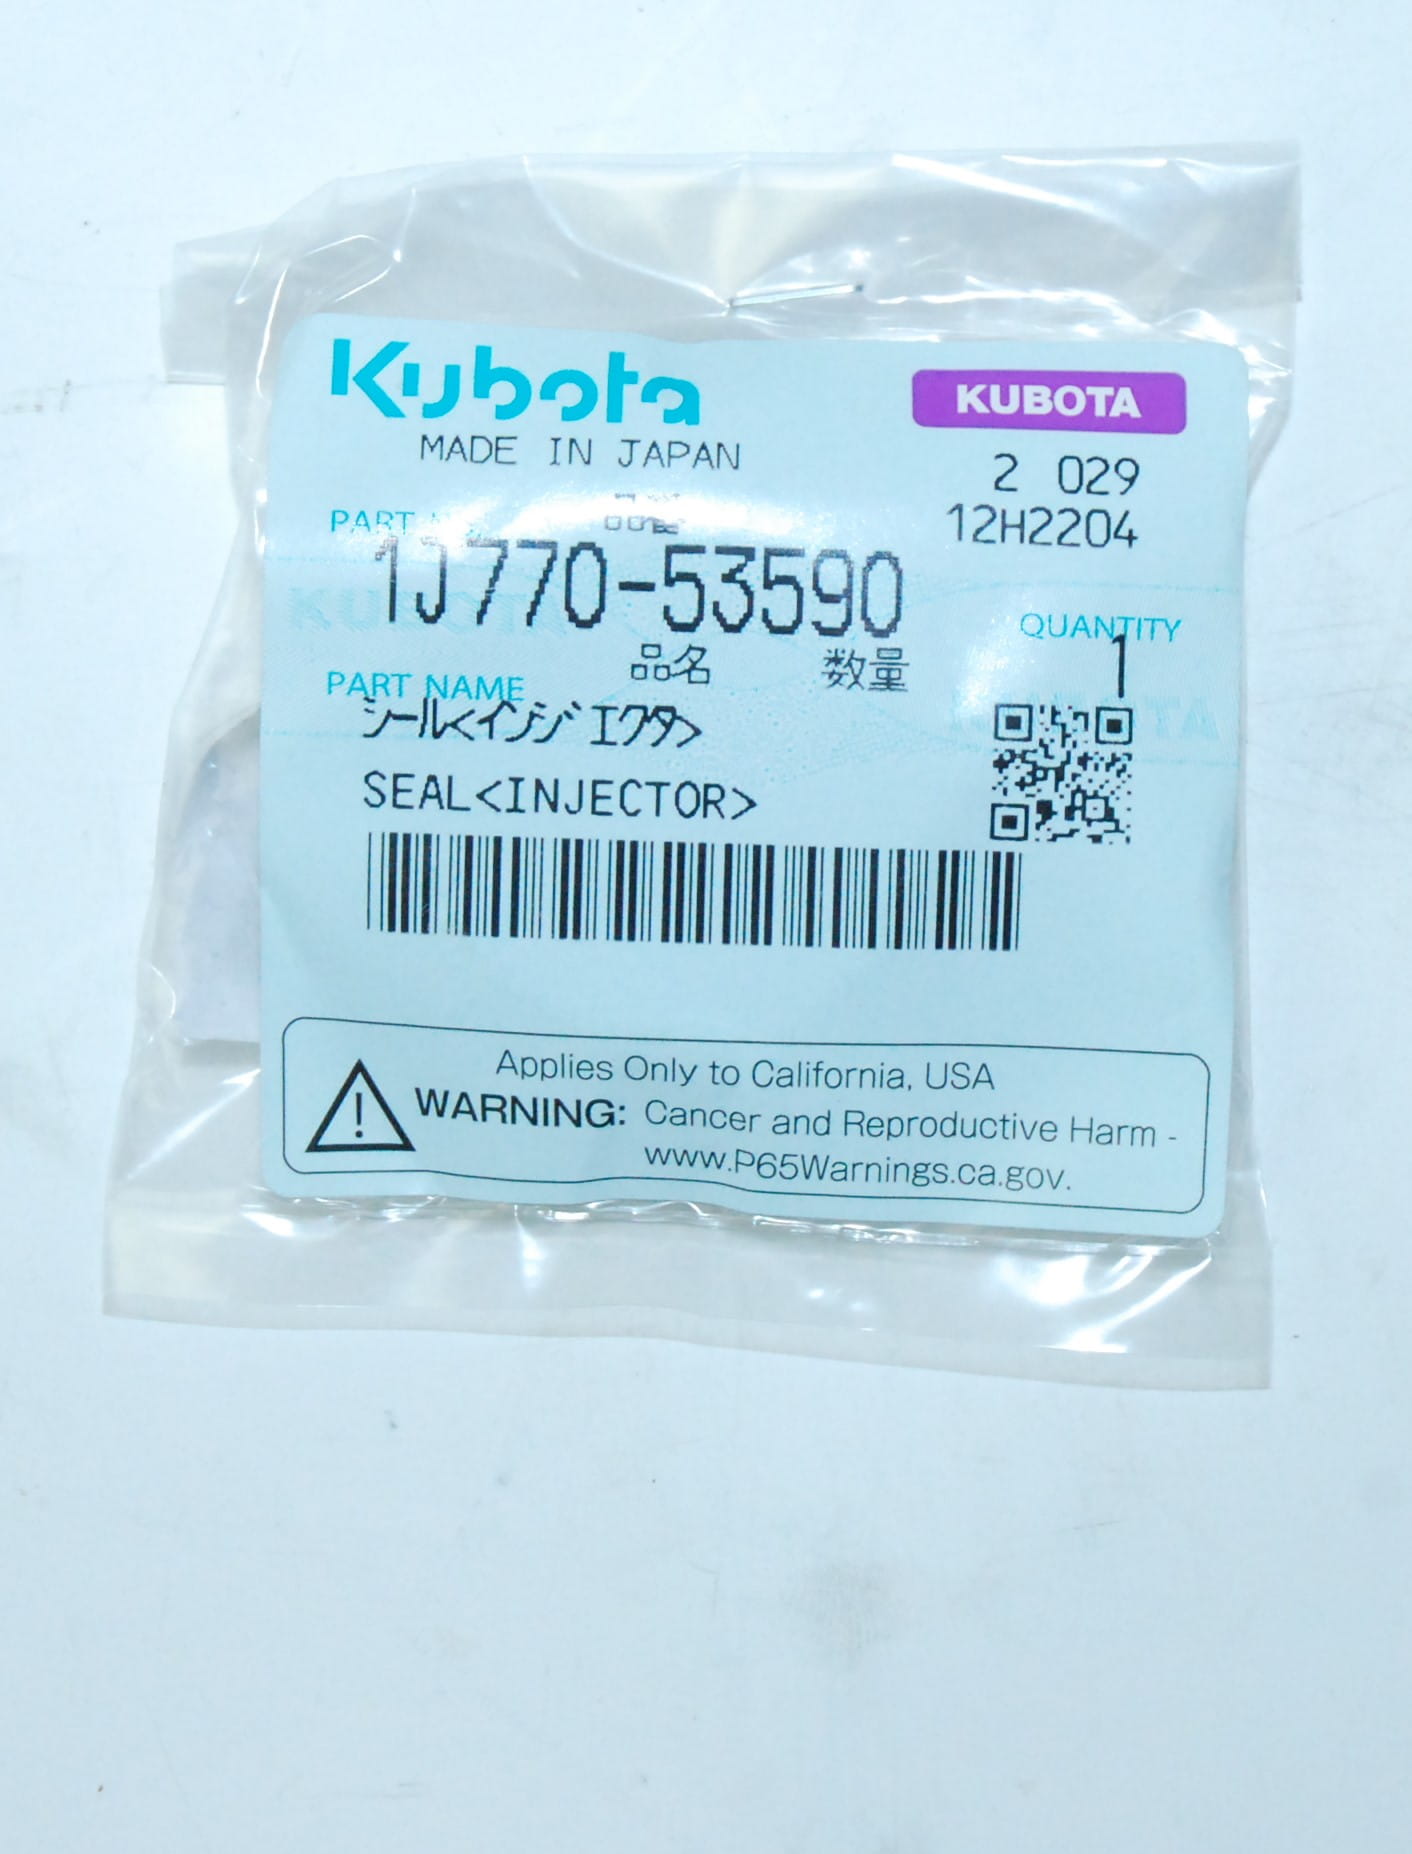 Kubota
KUBOTA
MADE IN JAPAN
2 029
12H2204
PART
品番
1J770-53590
QUANTITY
1
品名 数量
PART NAME
シール<インジェクタ>
SEAL<INJECTOR>
Applies Only to California, USA
WARNING: Cancer and Reproductive Harm -
www.P65Warnings.ca.gov.